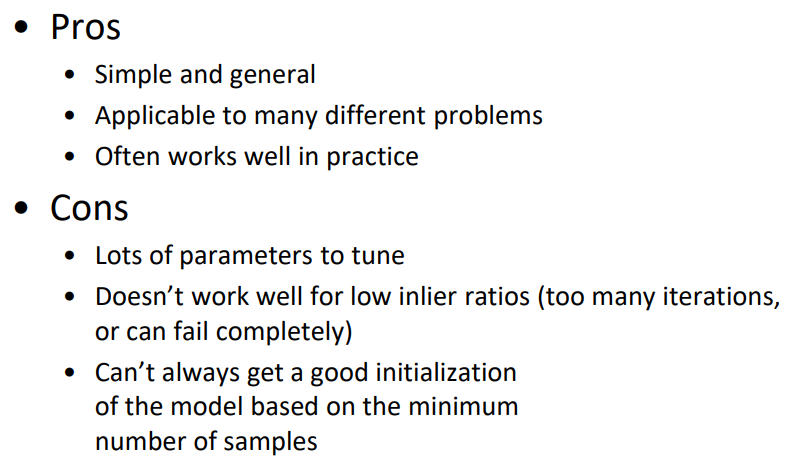 • Pros
• Simple and general
• Applicable to many different problems
• Often works well in practice
• Cons
• Lots of parameters to tune
• Doesn’t work well for low inlier ratios (too many iterations,
or can fail completely)
• Can’t always get a good initialization
of the model based on the minimum
number of samples